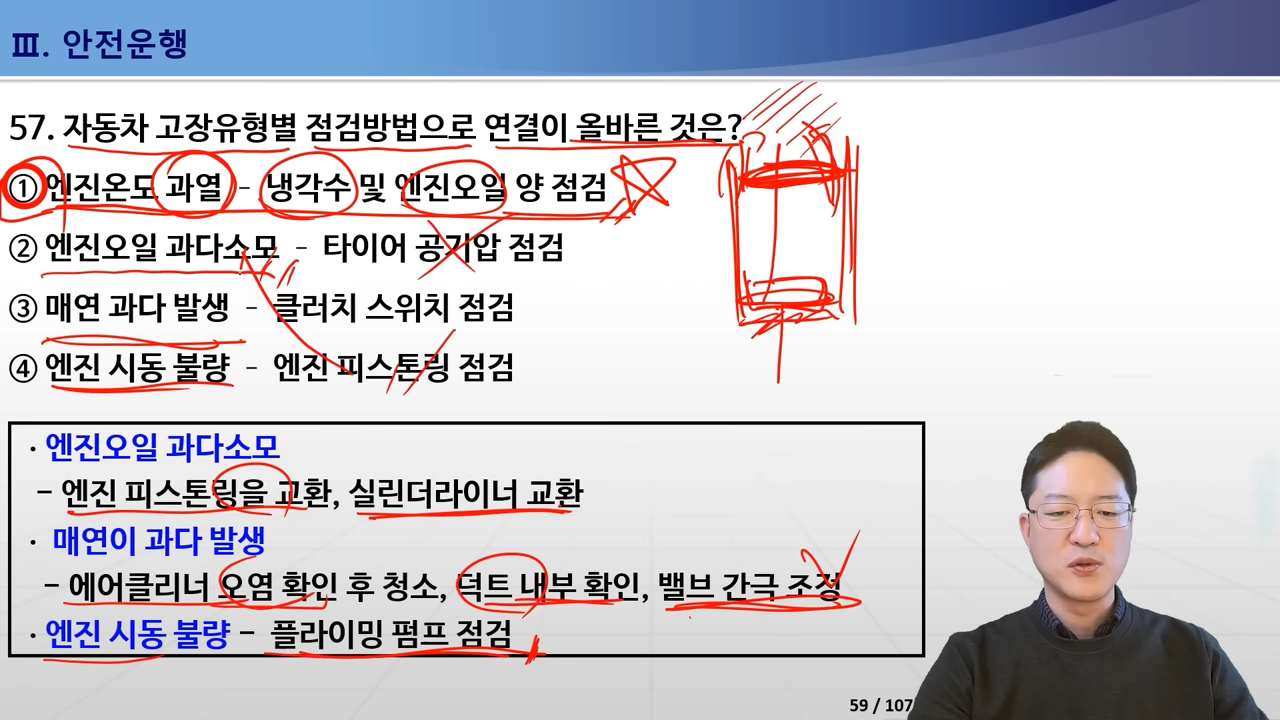 Ⅲ. 안전운행
57. 자동차 고장유형별 점검방법으로 연결이 올바른 것은?
① 엔진온도 과열 - 냉각수 및 엔진오일 양 점검
② 엔진오일 과다소모 - 타이어 공기압 점검
③ 매연 과다 발생 - 클러치 스위치 점검
④ 엔진 시동 불량 - 엔진 피스톤링 점검
· 엔진오일 과다소모
- 엔진 피스톤링을 교환, 실린더라이너 교환
· 매연이 과다 발생
- 에어클리너 오염 확인 후 청소, 덕트 내부 확인, 밸브 간극 조정
· 엔진 시동 불량 - 플라이밍 펌프 점검
59 / 107